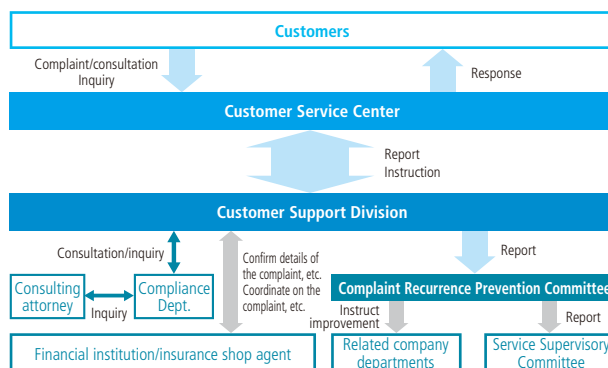 Customers
Complaint/consultation
Inquiry
Response
Customer Service Center
Report
Instruction
Customer Support Division
Consultation/inquiry
Confirm details of
the complaint, etc.
Coordinate on the
complaint, etc.
Report
Consulting
attorney
Inquiry
Compliance
Dept.
Complaint Recurrence Prevention Committee
Instruct
improvement
Report
Financial institution/insurance shop agent
Related company
departments
Service Supervisory
Committee